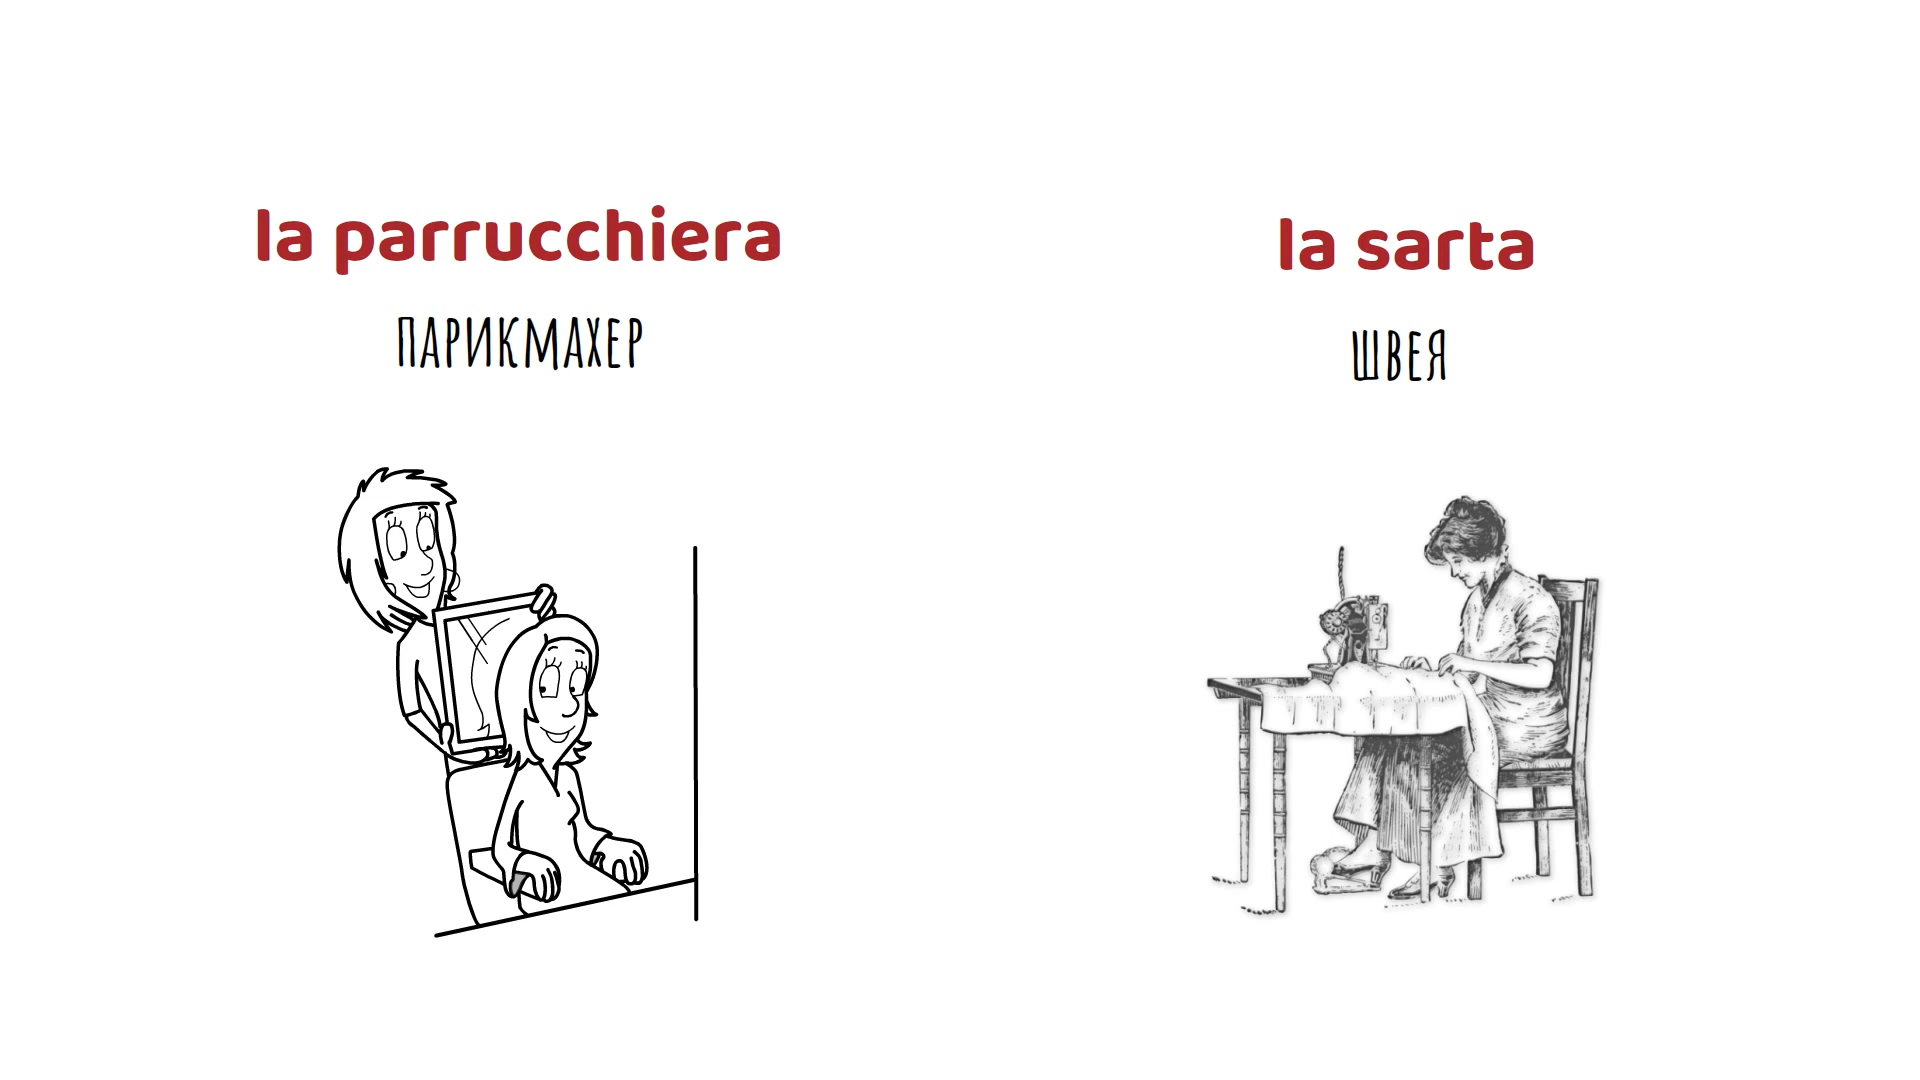 la parrucchiera
парикмахер
la sarta
швея